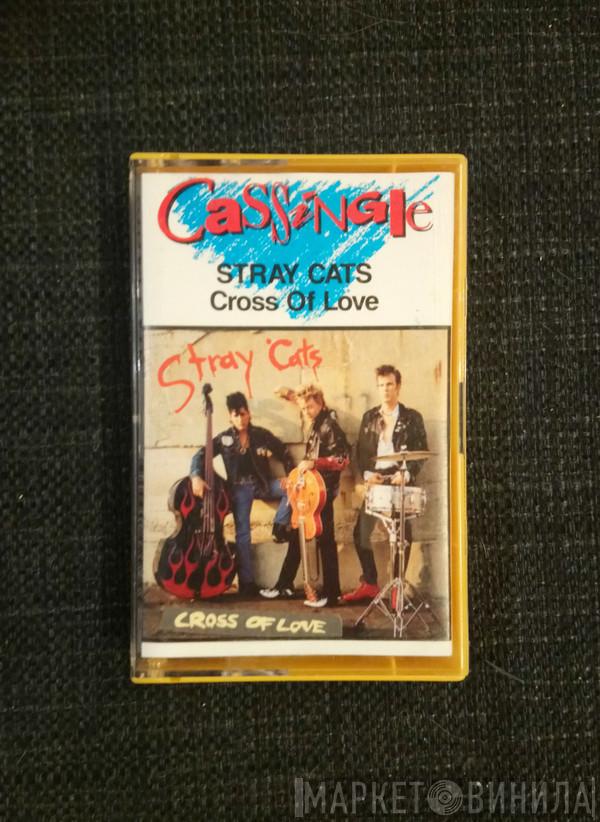 CaSSiNGle
STRAY CATS
Cross Of Love
Stray Cats
CROSS OF LOVE
МАРКЕТ ВИНИЛА